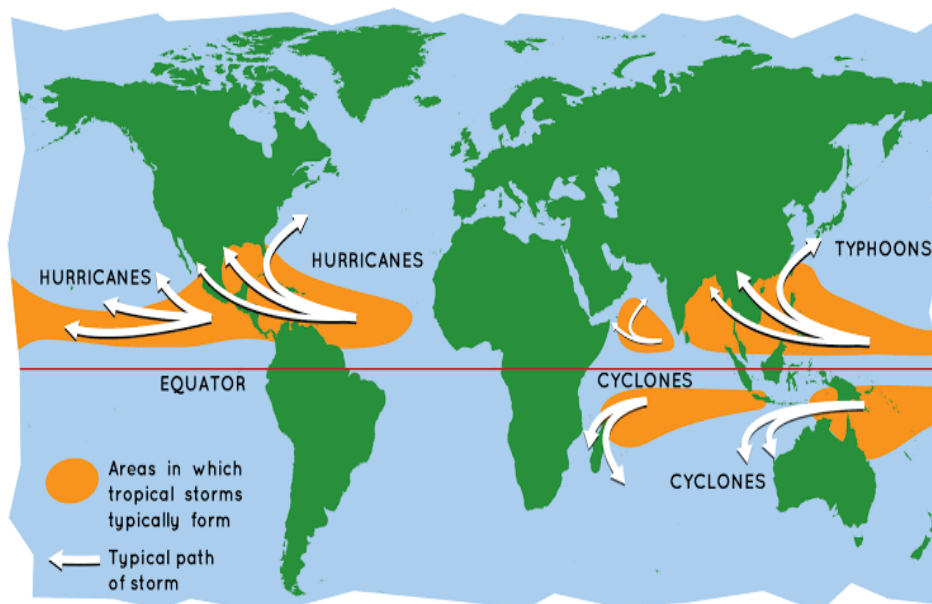 HURRICANES
HURRICANES
TYPHOONS
EQUATOR
CYCLONES
CYCLONES
Areas in which
tropical storms
typically form
Typical path
of storm